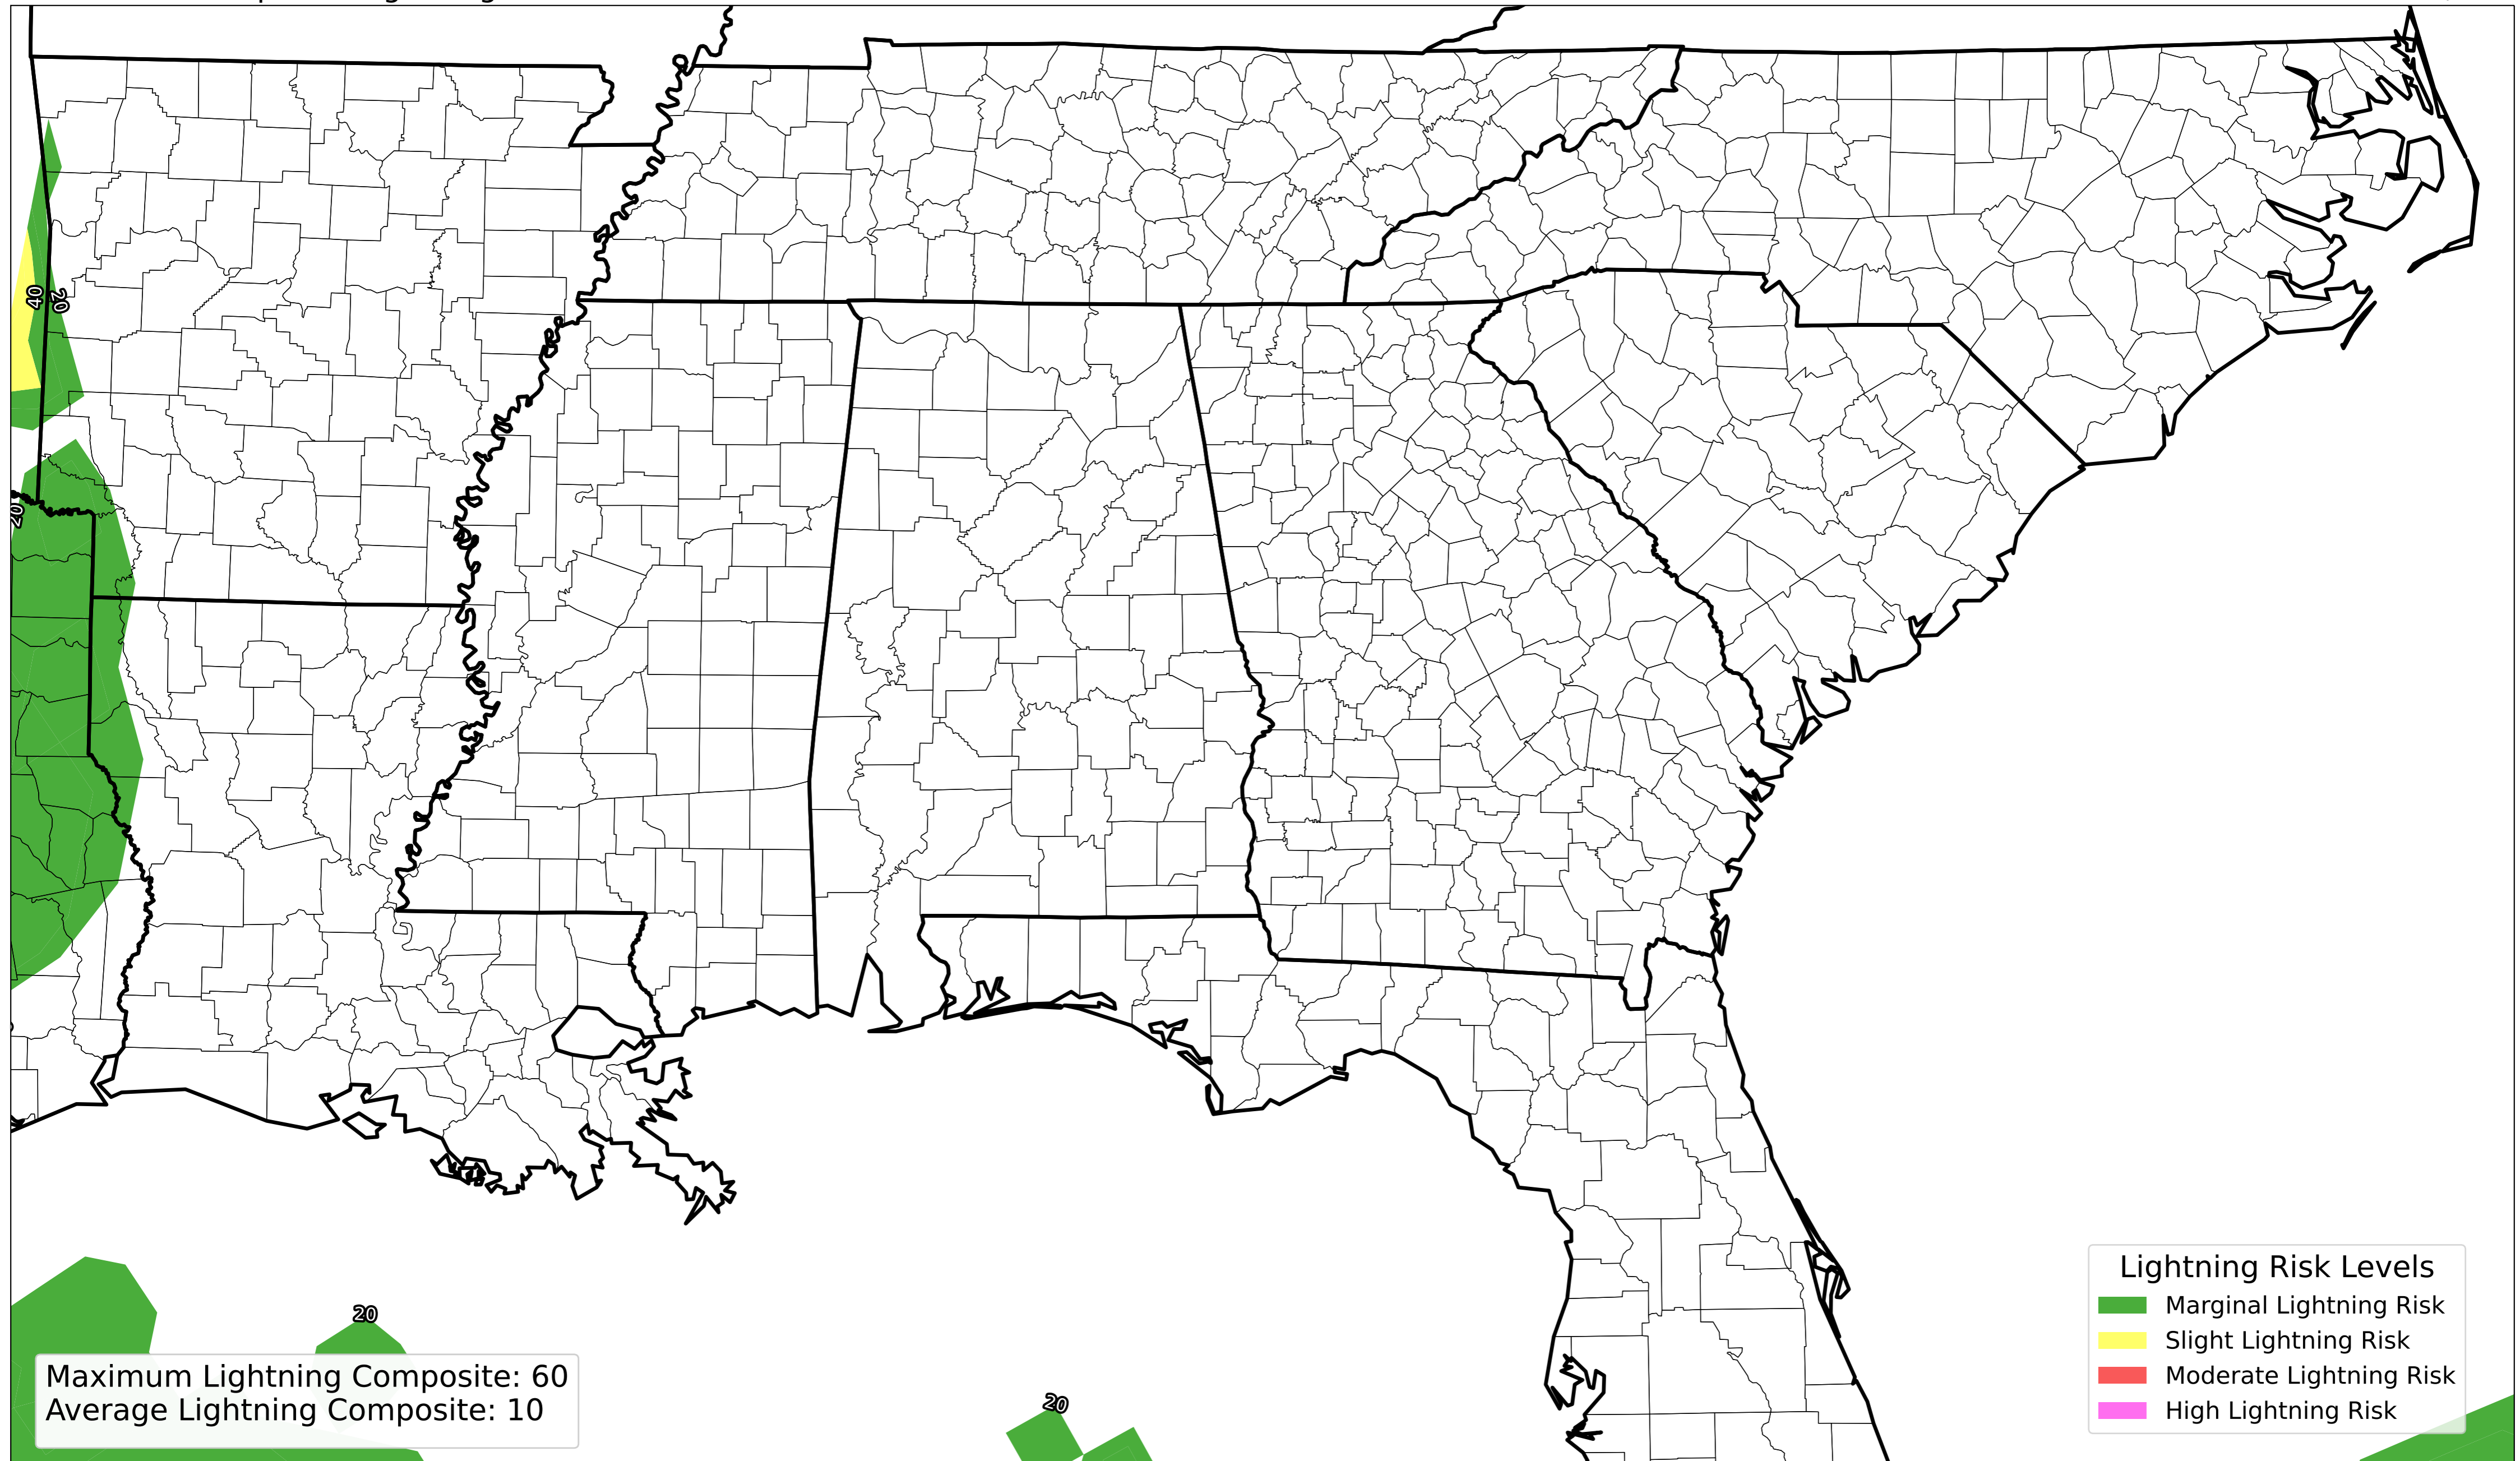 40
20
20
20
20
Maximum Lightning Composite: 60
Average Lightning Composite: 10
Lightning Risk Levels
Marginal Lightning Risk
Slight Lightning Risk
Moderate Lightning Risk
High Lightning Risk